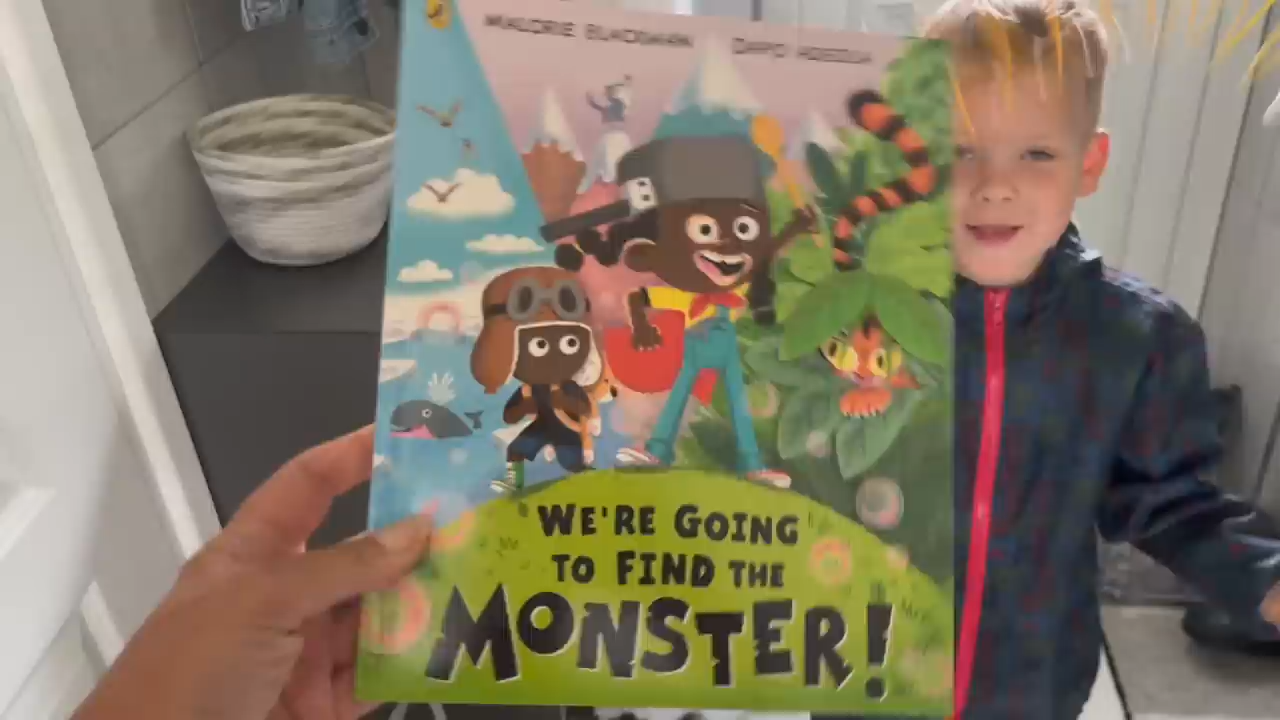 MALORIE BLACKMAN DAPO ADEOLA
WE'RE GOING
TO FIND THE
MONSTER!